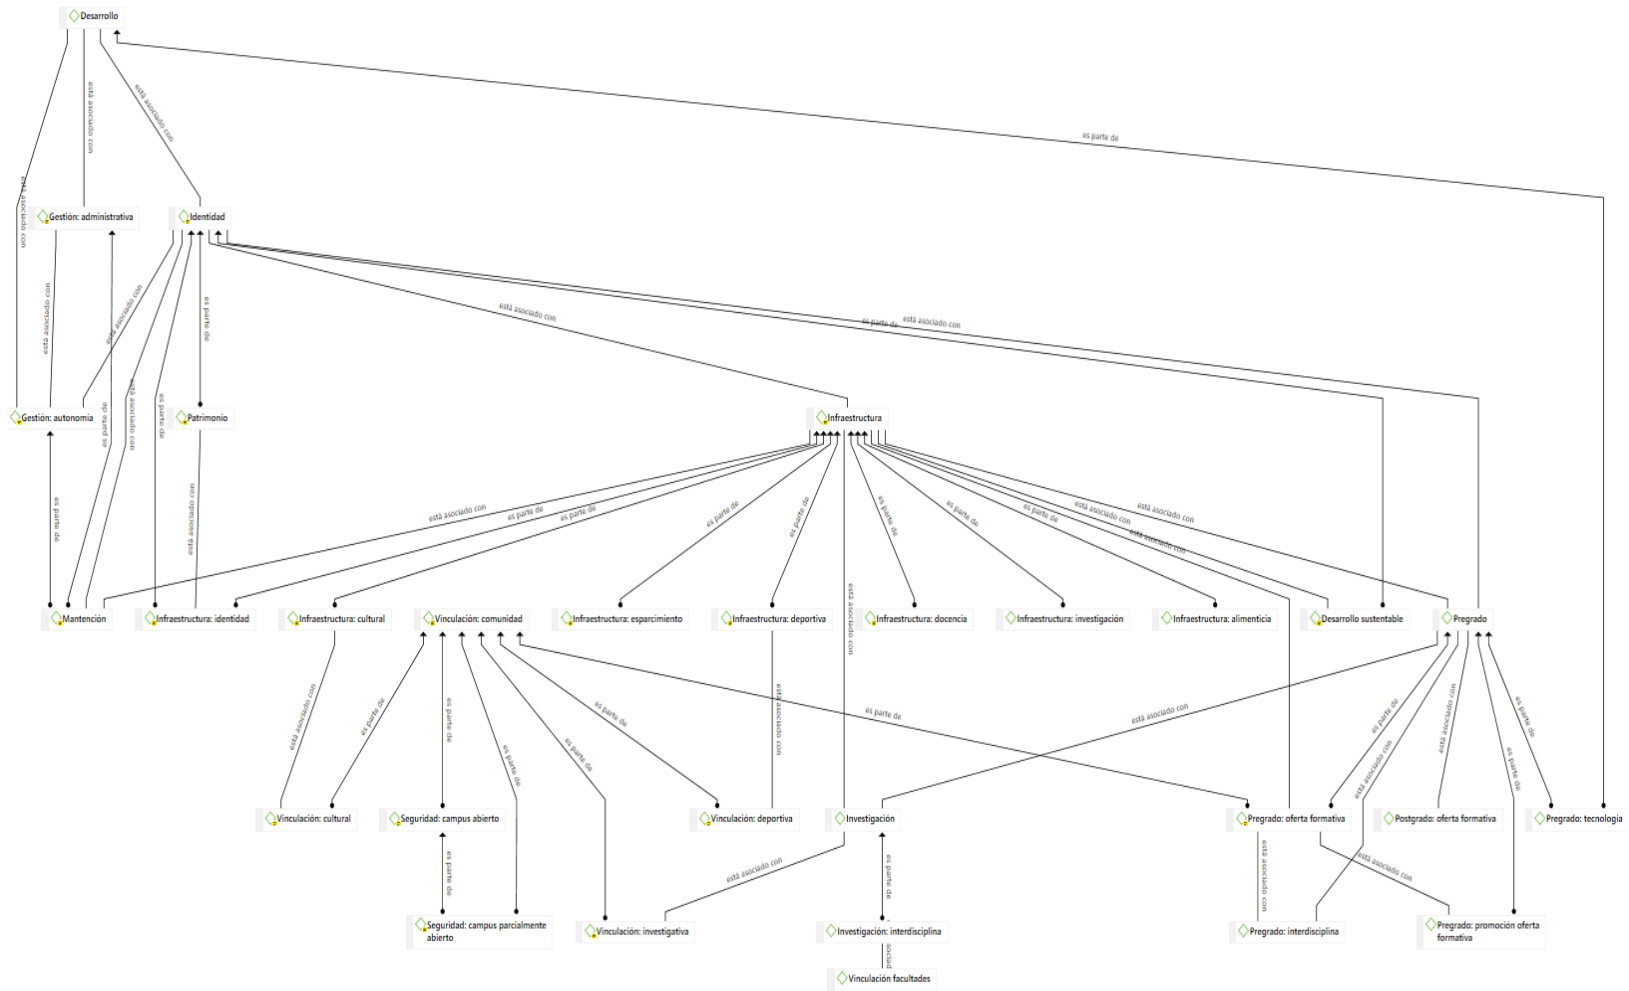 Desarrollo
es parte de
está asociado con
está asociado con
está asociado con
Gestión: administrativa
Identidad
está asociado con
está asociado con
es parte de
está asociado con
es parte de
está asociado con
Gestión: autonomía
es parte de
está asociado con
es parte de
Patrimonio
Infraestructura
es parte de
está asociado con
está asociado con
es parte de
es parte de
es parte de
es parte de
es parte de
es parte de
es parte de
está asociado con
está asociado con
está asociado con
está asociado con
Mantención
Infraestructura: identidad
Infraestructura: cultural
Vinculación: comunidad
Infraestructura: esparcimiento
Infraestructura: deportiva
Infraestructura: docencia
Infraestructura: investigación
Infraestructura: alimenticia
Desarrollo sustentable
Pregrado
está asociado con
es parte de
es parte de
es parte de
es parte de
es parte de
está asociado con
es parte de
está asociado con
es parte de
está asociado con
está asociado con
es parte de
es parte de
Vinculación: cultural
Seguridad: campus abierto
Vinculación: deportiva
Investigación
Pregrado: oferta formativa
Postgrado: oferta formativa
Pregrado: tecnología
es parte de
está asociado con
es parte de
está asociado con
está asociado con
Seguridad: campus parcialmente
abierto
Vinculación: investigativa
Investigación: interdisciplina
Pregrado: interdisciplina
Pregrado: promoción oferta
formativa
sociad
Vinculación facultades